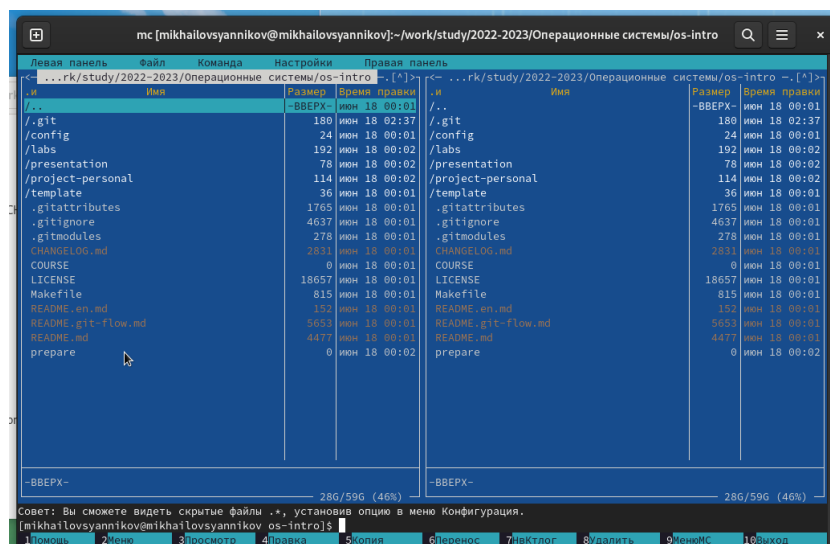 mc [mikhailovsyannikov@mikhailovsyannikov]:~/work/study/2022-2023/Операционные системы/os-intro
Левая панель Файл Команда Настройки Правая панель
<— ...rk/study/2022-2023/Операционные системы/os-intro —.[^]> <— ...rk/study/2022-2023/Операционные системы/os-intro —.[^]>
.и Имя Размер Время правки .и Имя Размер Время правки
/.. -ВВЕРХ- июн 18 00:01 /.. -ВВЕРХ- июн 18 00:01
/.git 180 июн 18 02:37 /.git 180 июн 18 02:37
/config 24 июн 18 00:01 /config 24 июн 18 00:01
/labs 192 июн 18 00:02 /labs 192 июн 18 00:02
/presentation 78 июн 18 00:02 /presentation 78 июн 18 00:02
/project-personal 114 июн 18 00:02 /project-personal 114 июн 18 00:02
/template 36 июн 18 00:01 /template 36 июн 18 00:01
.gitattributes 1765 июн 18 00:01 .gitattributes 1765 июн 18 00:01
.gitignore 4637 июн 18 00:01 .gitignore 4637 июн 18 00:01
.gitmodules 278 июн 18 00:01 .gitmodules 278 июн 18 00:01
CHANGELOG.md 2831 июн 18 00:01 CHANGELOG.md 2831 июн 18 00:01
COURSE 0 июн 18 00:01 COURSE 0 июн 18 00:01
LICENSE 18657 июн 18 00:01 LICENSE 18657 июн 18 00:01
Makefile 815 июн 18 00:01 Makefile 815 июн 18 00:01
README.en.md 152 июн 18 00:01 README.en.md 152 июн 18 00:01
README.git-flow.md 5653 июн 18 00:01 README.git-flow.md 5653 июн 18 00:01
README.md 4477 июн 18 00:01 README.md 4477 июн 18 00:01
prepare 0 июн 18 00:02 prepare 0 июн 18 00:02
-ВВЕРХ- -ВВЕРХ-
28G/59G (46%) 28G/59G (46%)
Совет: Вы сможете видеть скрытые файлы .*, установив опцию в меню Конфигурация.
[mikhailovsyannikov@mikhailovsyannikov os-intro]$
1Помощь 2Меню 3Просмотр 4Правка 5Копия 6Перенос 7НвКтлог 8Удалить 9МенюМС 10Выход